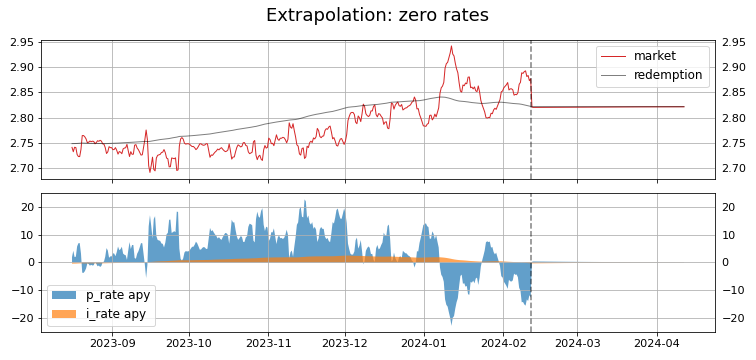 Extrapolation: zero rates
2.95 2.95
2.90 2.90
2.85 2.85
2.80 2.80
2.75 2.75
2.70 2.70
market
redemption
20 20
10 10
0 0
−10 −10
−20 −20
p_rate apy
i_rate apy
2023-09 2023-10 2023-11 2023-12 2024-01 2024-02 2024-03 2024-04